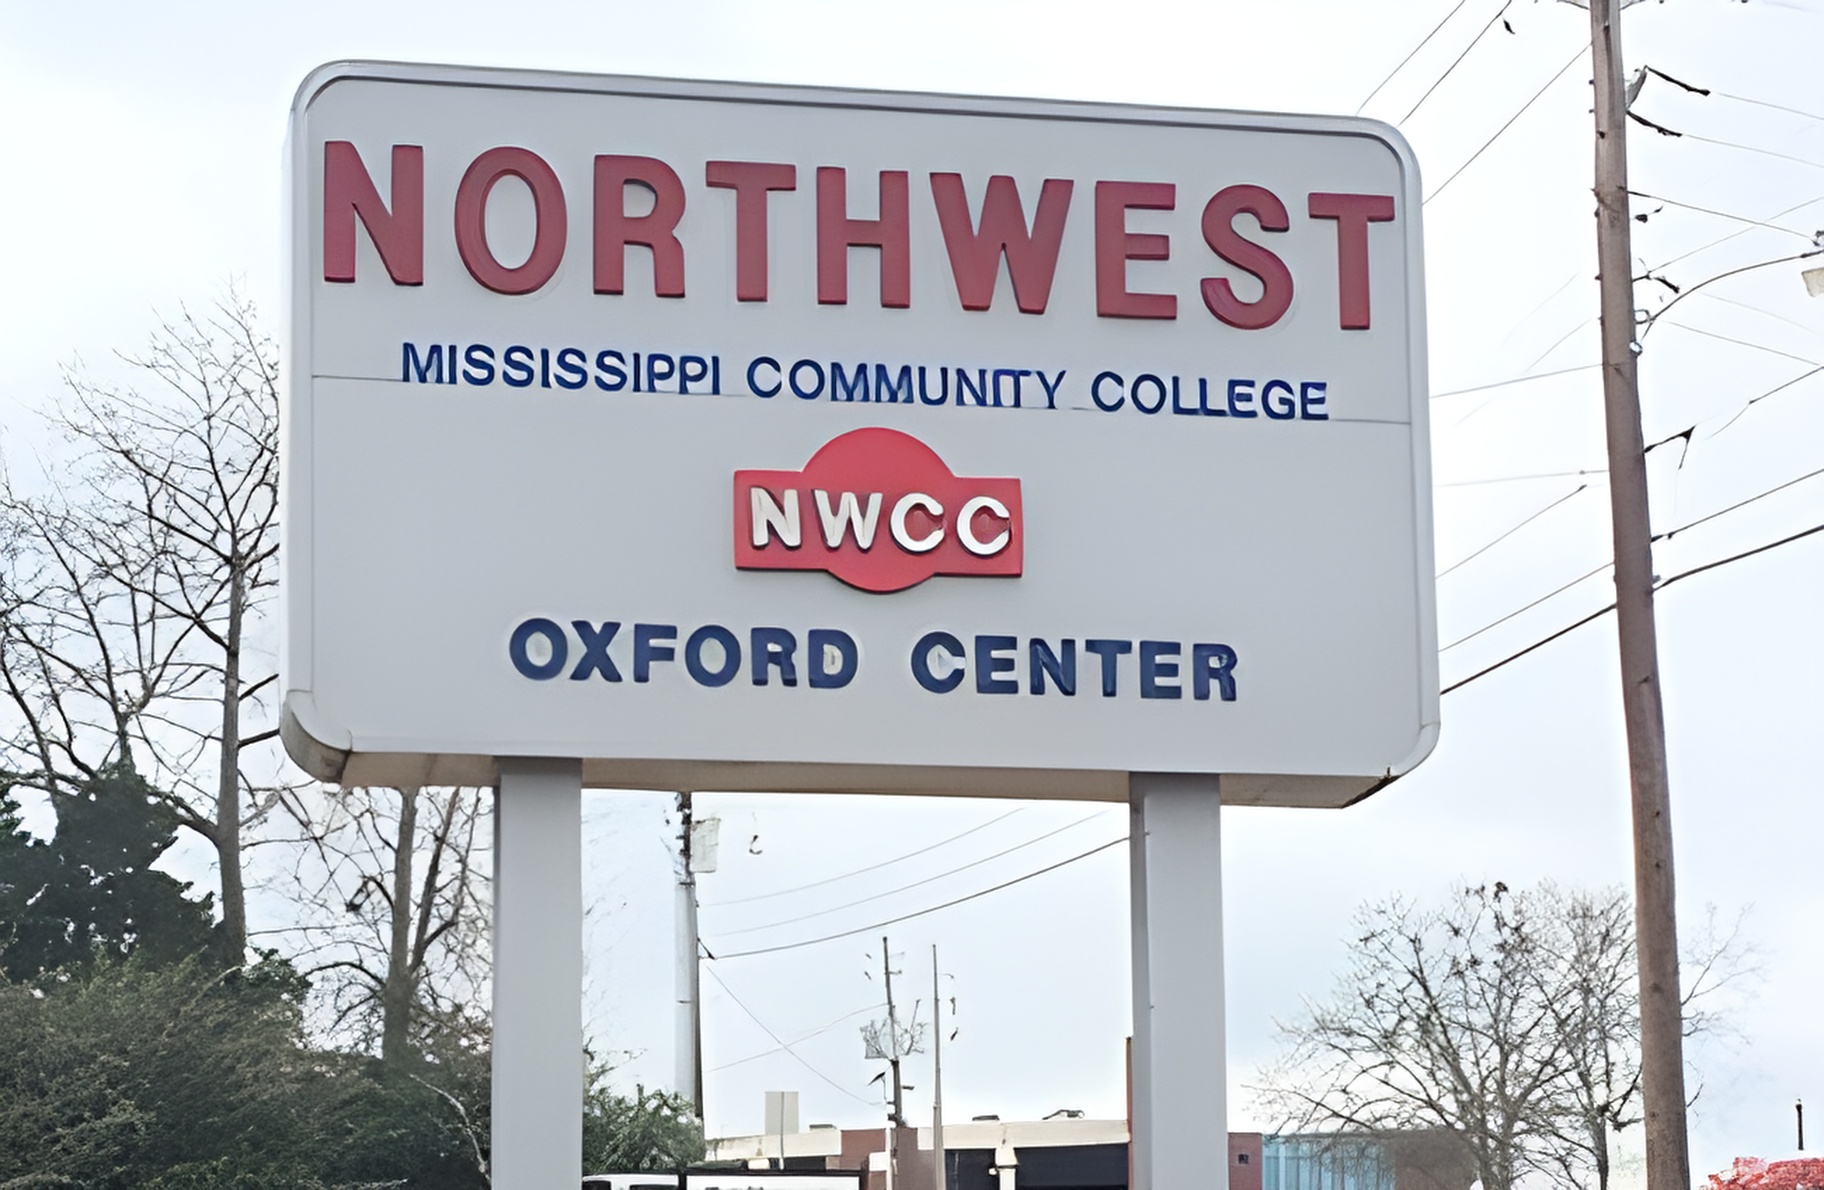 NORTHWEST
MISSISSIPPI COMMUNITY COLLEGE
NWCC
OXFORD CENTER